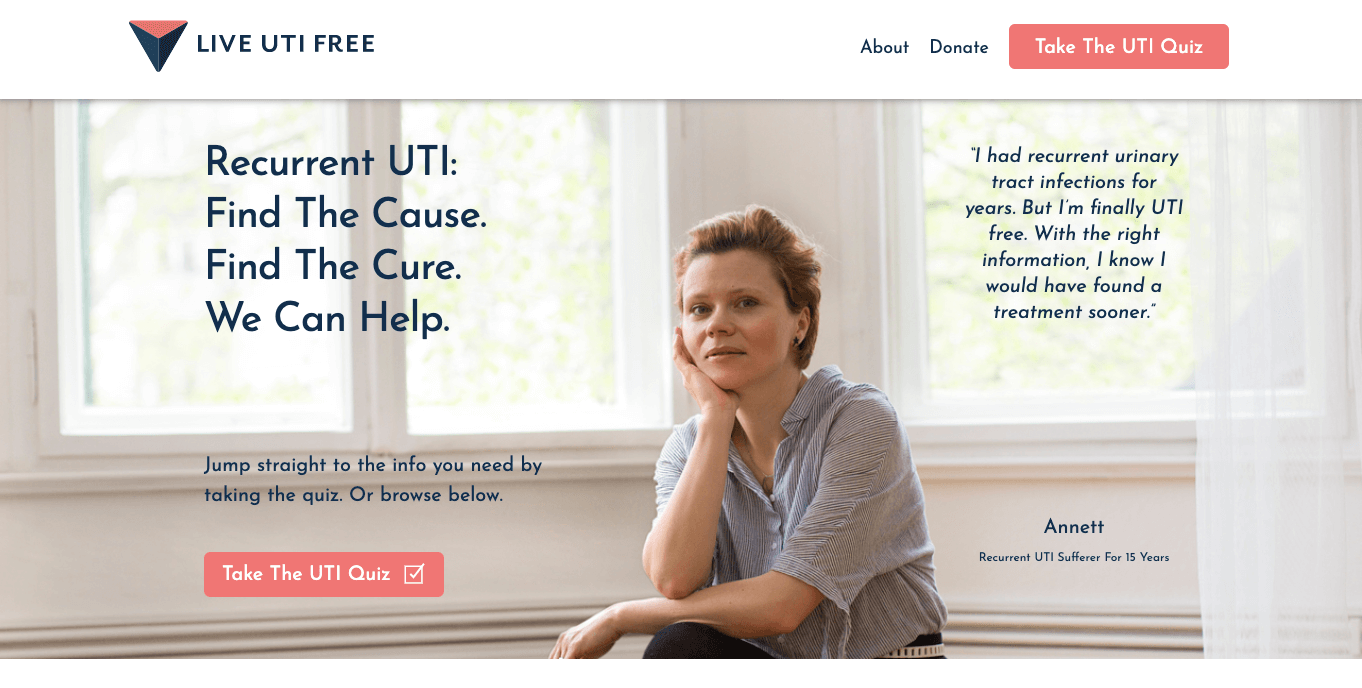 LIVE UTI FREE
About
Donate
Take The UTI Quiz
Recurrent UTI:
Find The Cause.
Find The Cure.
We Can Help.
Jump straight to the info you need by
taking the quiz. Or browse below.
Take The UTI Quiz
“I had recurrent urinary
tract infections for
years. But I’m finally UTI
free. With the right
information, I know I
would have found a
treatment sooner.”
Annett
Recurrent UTI Sufferer For 15 Years